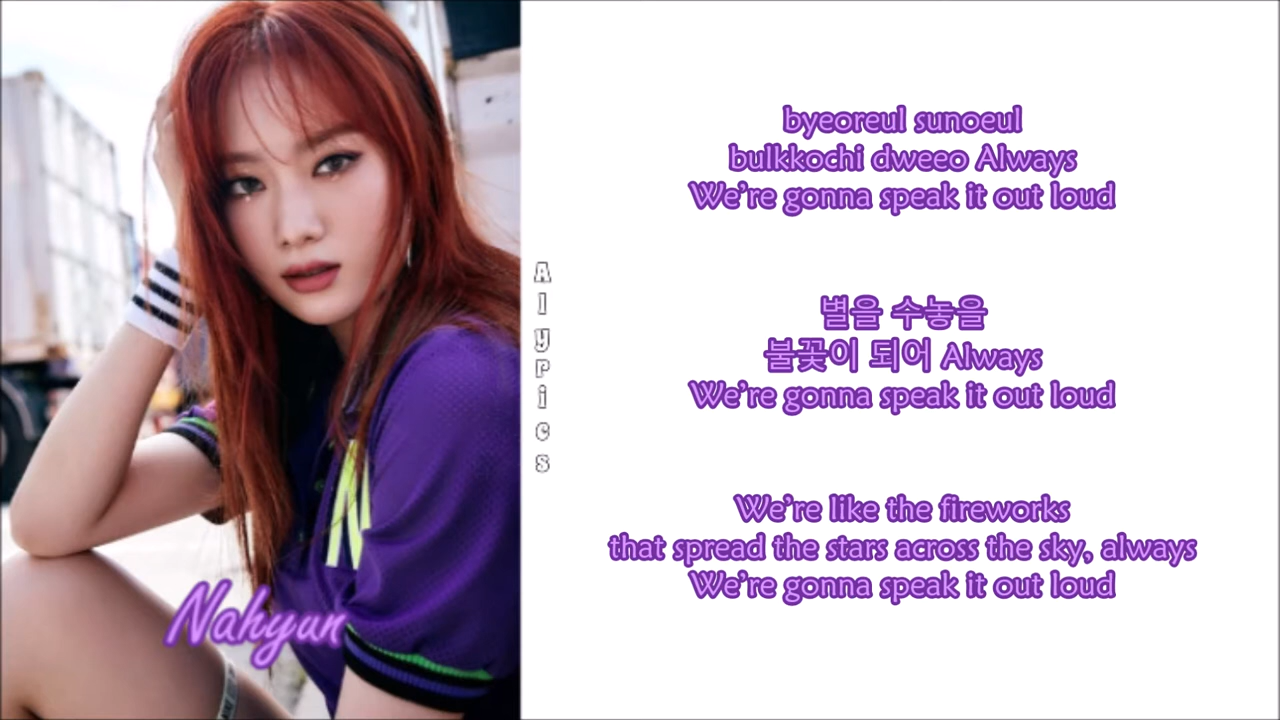 byeoreul sunoeul
bulkkochi dweeo Always
We're gonna speak it out loud
별을 수놓을
불꽃이 되어 Always
We're gonna speak it out loud
We're like the fireworks
that spread the stars across the sky, always
We're gonna speak it out loud
Alyrics
Nahyun
N